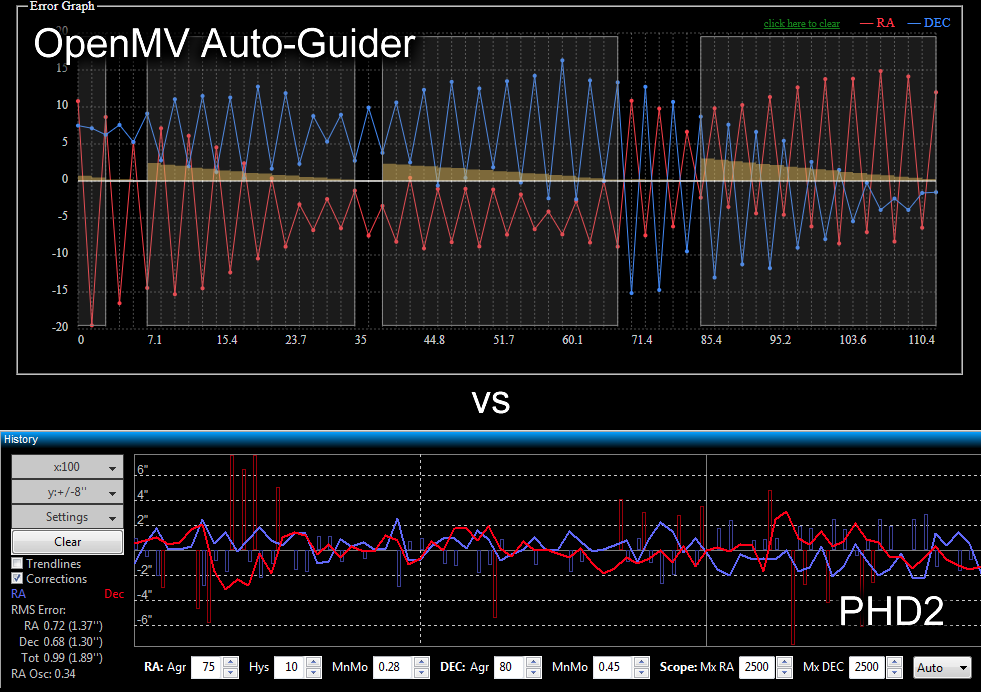 Error Graph
click here to clear RA DEC
OpenMV Auto-Guider
20
15
10
5
0
-5
-10
-15
-20
0 7.1 15.4 23.7 35 44.8 51.7 60.1 71.4 85.4 95.2 103.6 110.4
vs
History
x:100
y:+/-8"
Settings
Clear
Trendlines
Corrections
RA Dec
RMS Error:
RA 0.72 (1.37")
Dec 0.68 (1.30")
Tot 0.99 (1.89")
RA Osc: 0.34
6"
4"
2"
-2"
-4"
-6"
PHD2
RA: Agr 75 Hys 10 MnMo 0.28 DEC: Agr 80 MnMo 0.45 Scope: Mx RA 2500 Mx DEC 2500 Auto